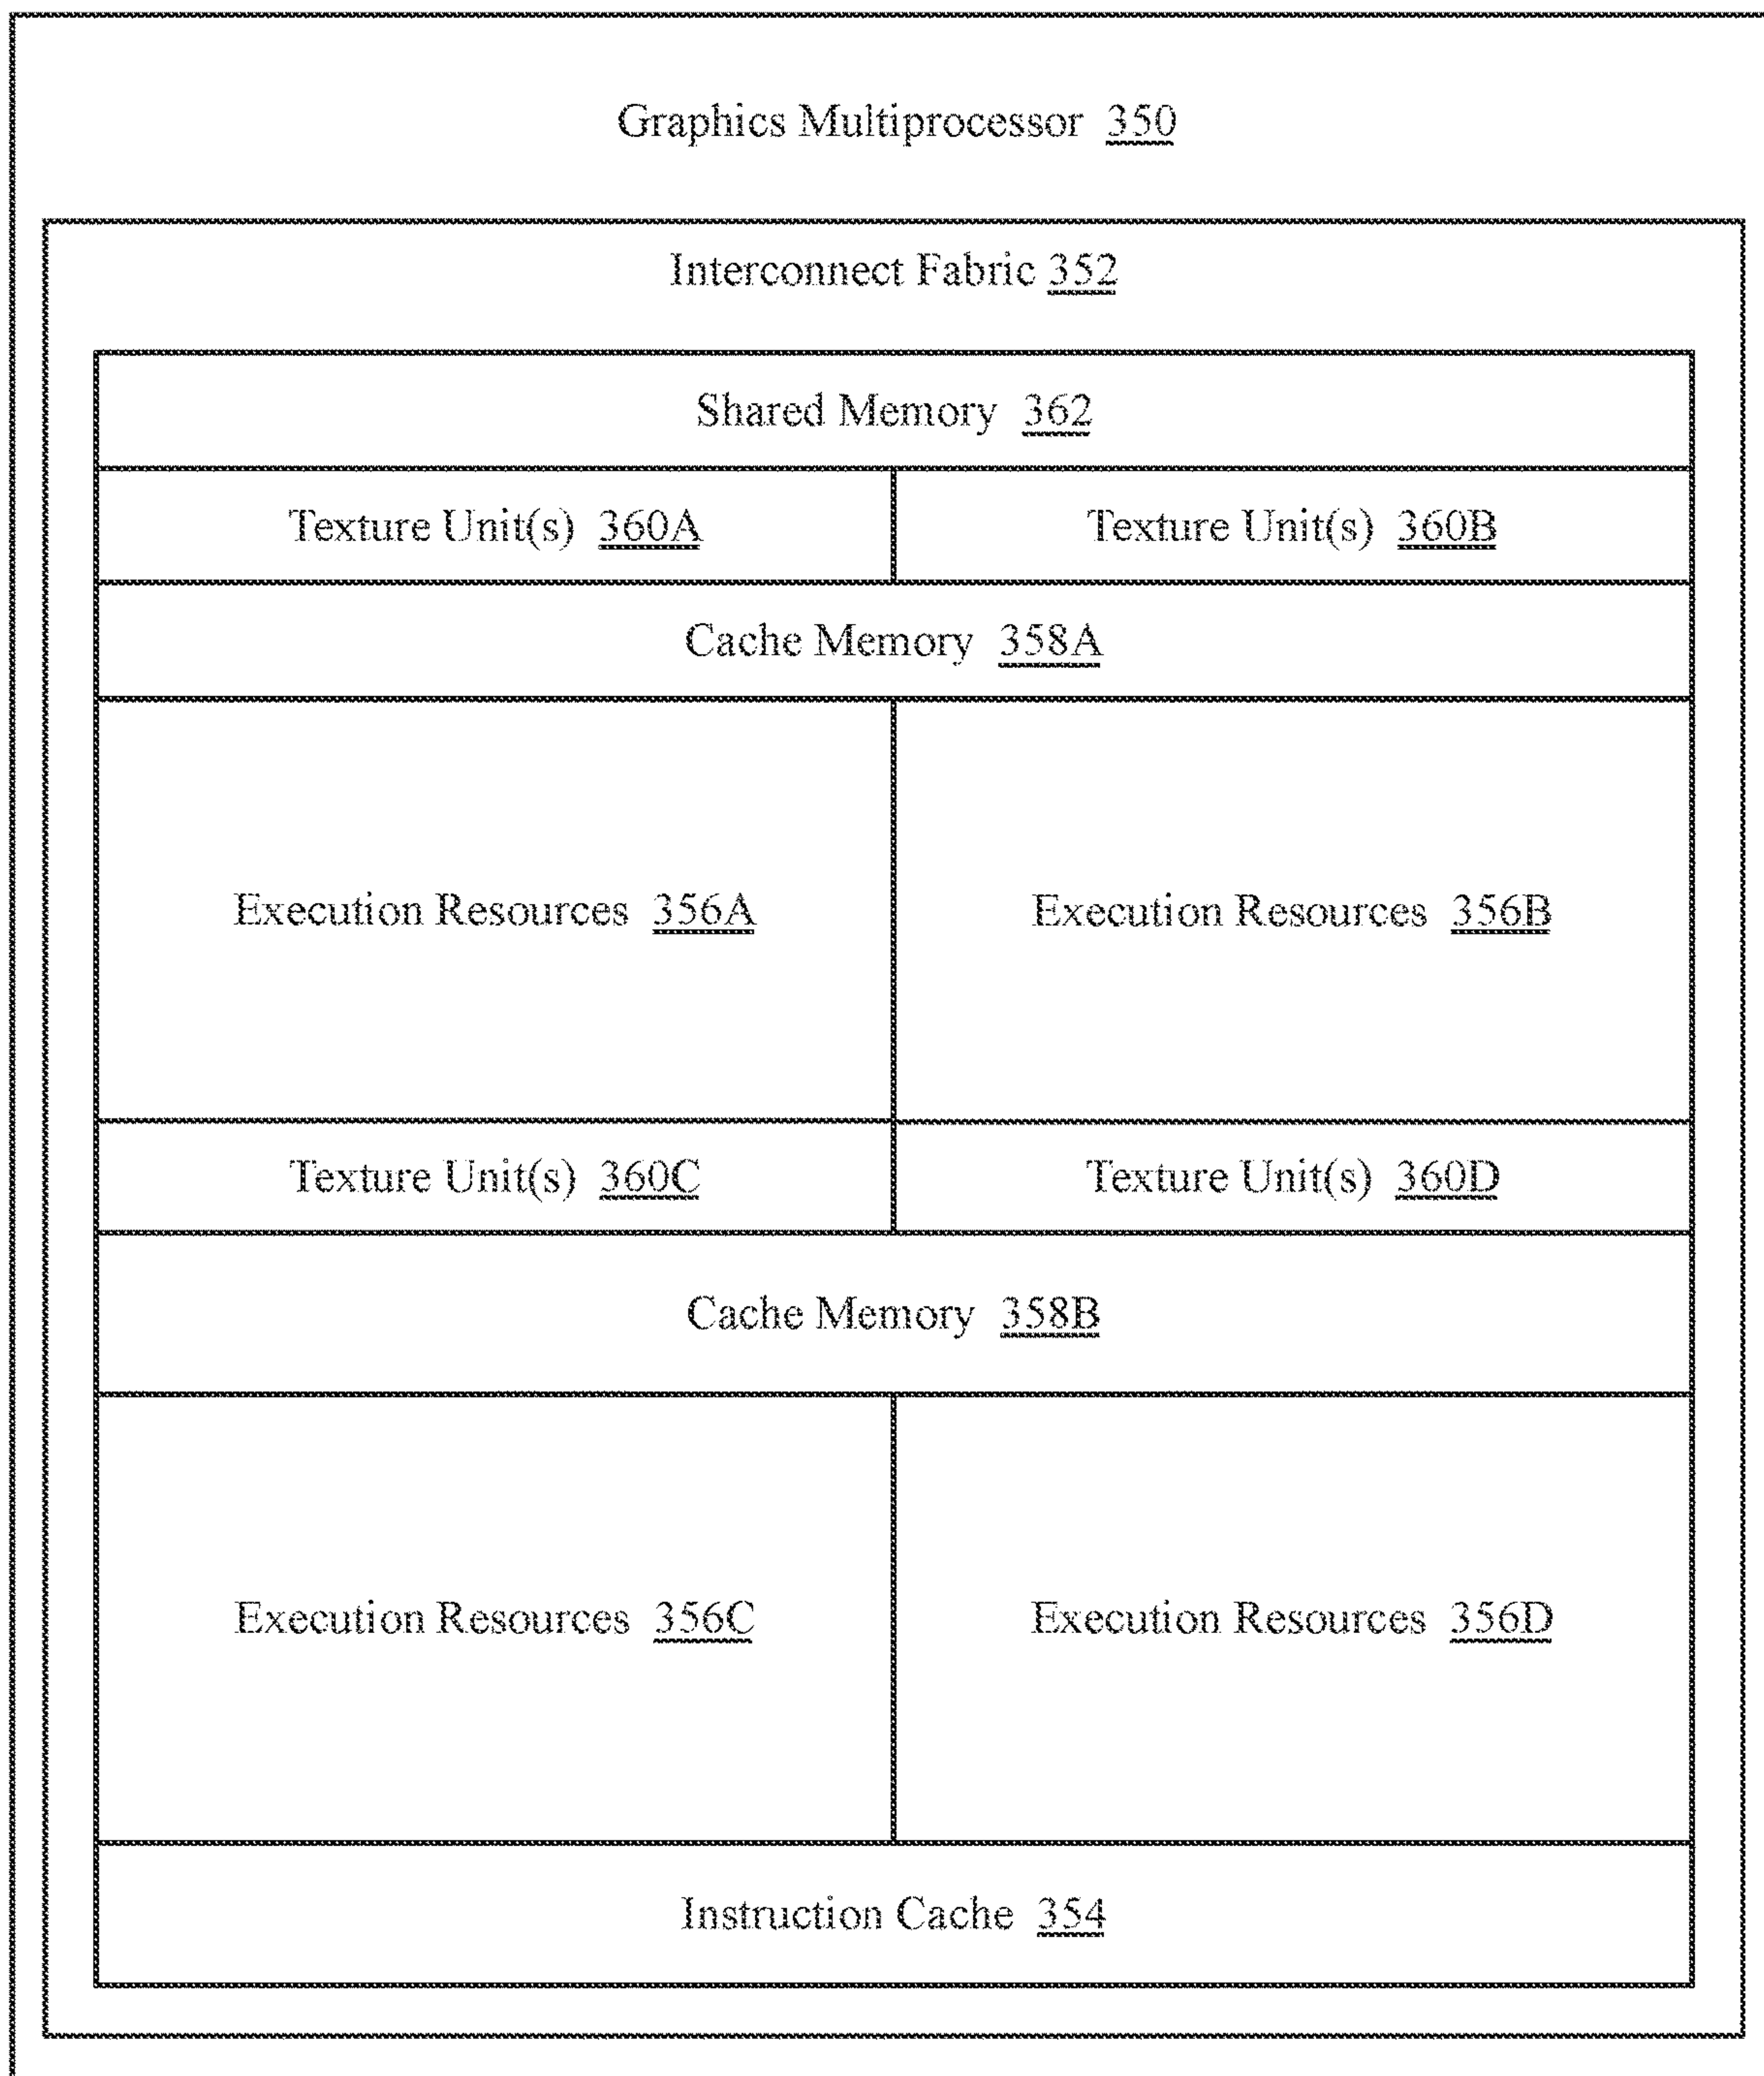 Graphics Multiprocessor 350
Interconnect Fabric 352
Shared Memory 362
Texture Unit(s) 360A
Texture Unit(s) 360B
Cache Memory 358A
Execution Resources 356A
Execution Resources 356B
Texture Unit(s) 360C
Texture Unit(s) 360D
Cache Memory 358B
Execution Resources 356C
Execution Resources 356D
Instruction Cache 354